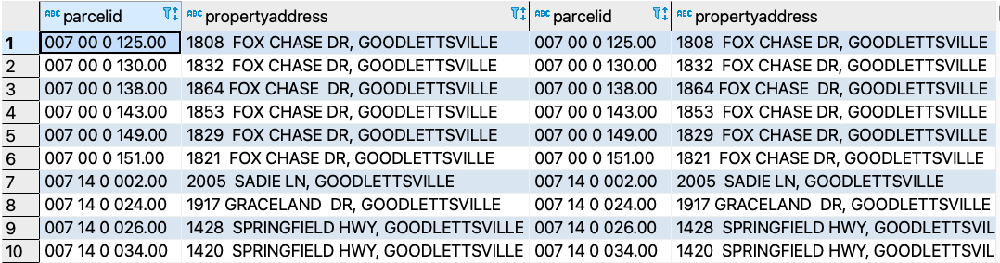 ABC parcelid ABC propertyaddress ABC parcelid ABC propertyaddress
1 007 00 0 125.00 1808  FOX CHASE DR, GOODLETTSVILLE 007 00 0 125.00 1808  FOX CHASE DR, GOODLETTSVILLE
2 007 00 0 130.00 1832  FOX CHASE DR, GOODLETTSVILLE 007 00 0 130.00 1832  FOX CHASE DR, GOODLETTSVILLE
3 007 00 0 138.00 1864 FOX CHASE  DR, GOODLETTSVILLE 007 00 0 138.00 1864 FOX CHASE  DR, GOODLETTSVILLE
4 007 00 0 143.00 1853  FOX CHASE DR, GOODLETTSVILLE 007 00 0 143.00 1853  FOX CHASE DR, GOODLETTSVILLE
5 007 00 0 149.00 1829  FOX CHASE DR, GOODLETTSVILLE 007 00 0 149.00 1829  FOX CHASE DR, GOODLETTSVILLE
6 007 00 0 151.00 1821  FOX CHASE DR, GOODLETTSVILLE 007 00 0 151.00 1821  FOX CHASE DR, GOODLETTSVILLE
7 007 14 0 002.00 2005  SADIE LN, GOODLETTSVILLE 007 14 0 002.00 2005  SADIE LN, GOODLETTSVILLE
8 007 14 0 024.00 1917 GRACELAND  DR, GOODLETTSVILLE 007 14 0 024.00 1917 GRACELAND  DR, GOODLETTSVILLE
9 007 14 0 026.00 1428  SPRINGFIELD HWY, GOODLETTSVILLE 007 14 0 026.00 1428  SPRINGFIELD HWY, GOODLETTSVIL
10 007 14 0 034.00 1420  SPRINGFIELD HWY, GOODLETTSVILLE 007 14 0 034.00 1420  SPRINGFIELD HWY, GOODLETTSVIL